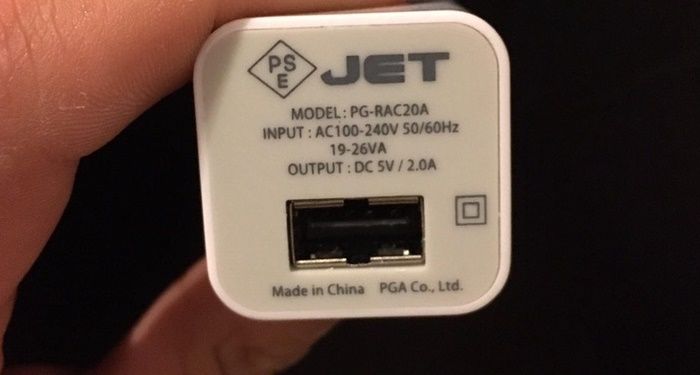 PS
E
JET
MODEL : PG-RAC20A
INPUT : AC100-240V 50/60Hz
19-26VA
OUTPUT : DC 5V / 2.0A
Made in China PGA Co., Ltd.